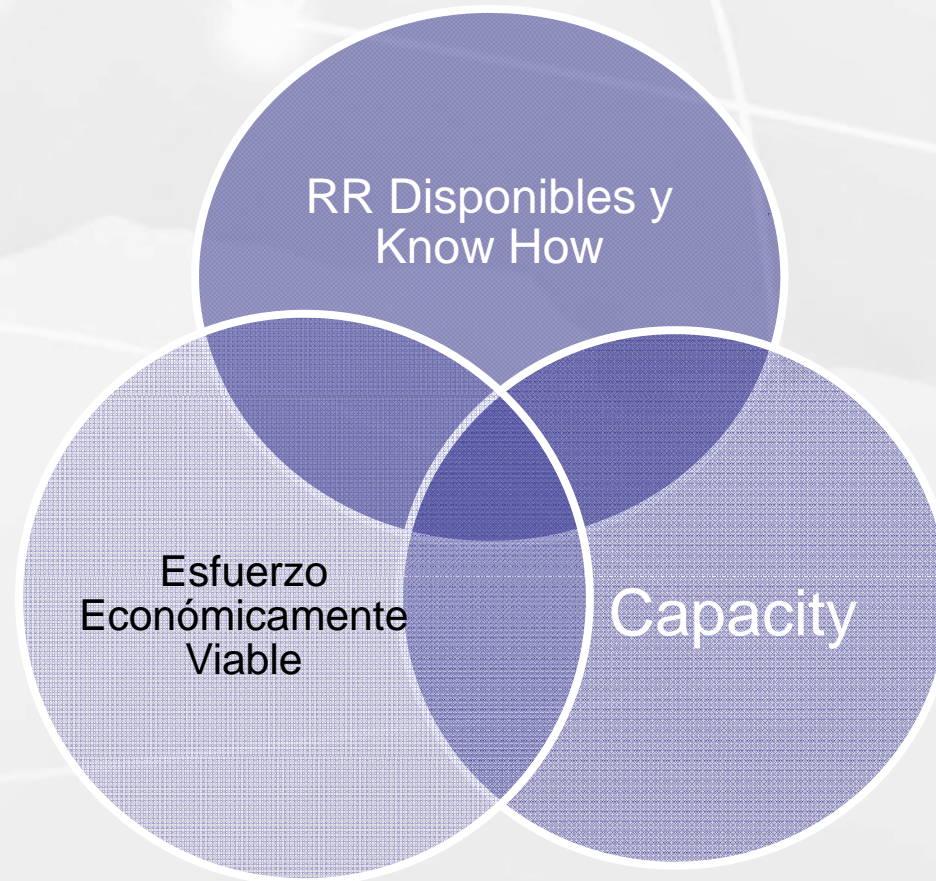 RR Disponibles y
Know How
Esfuerzo
Económicamente
Viable
Capacity